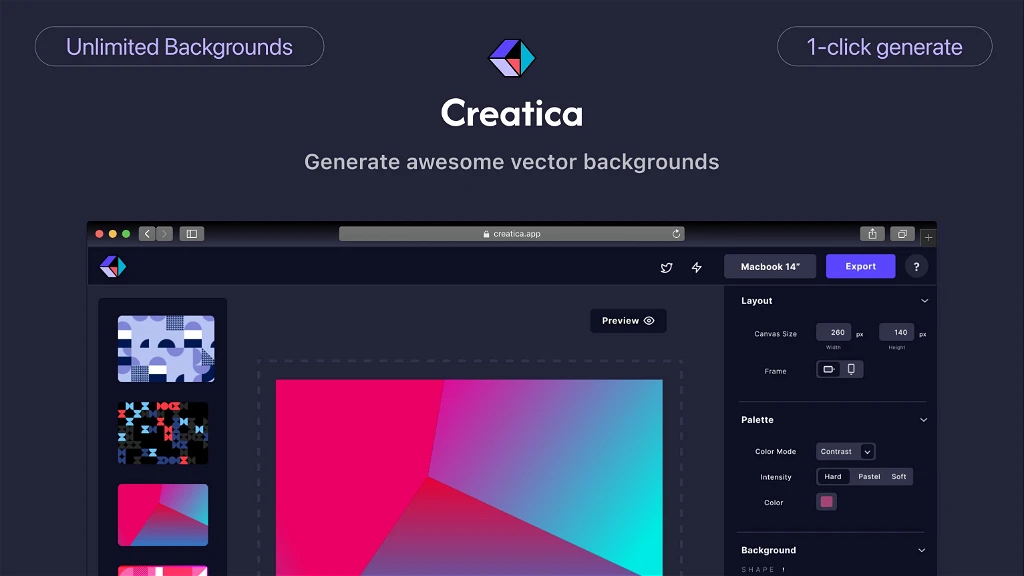 Unlimited Backgrounds
1-click generate
Creatica
Generate awesome vector backgrounds
creatica.app
Macbook 14"
Export
?
Preview
Layout
Canvas Size
260 px
140 px
Width
Height
Frame
Palette
Color Mode
Contrast
Intensity
Hard Pastel Soft
Color
Background
SHAPE